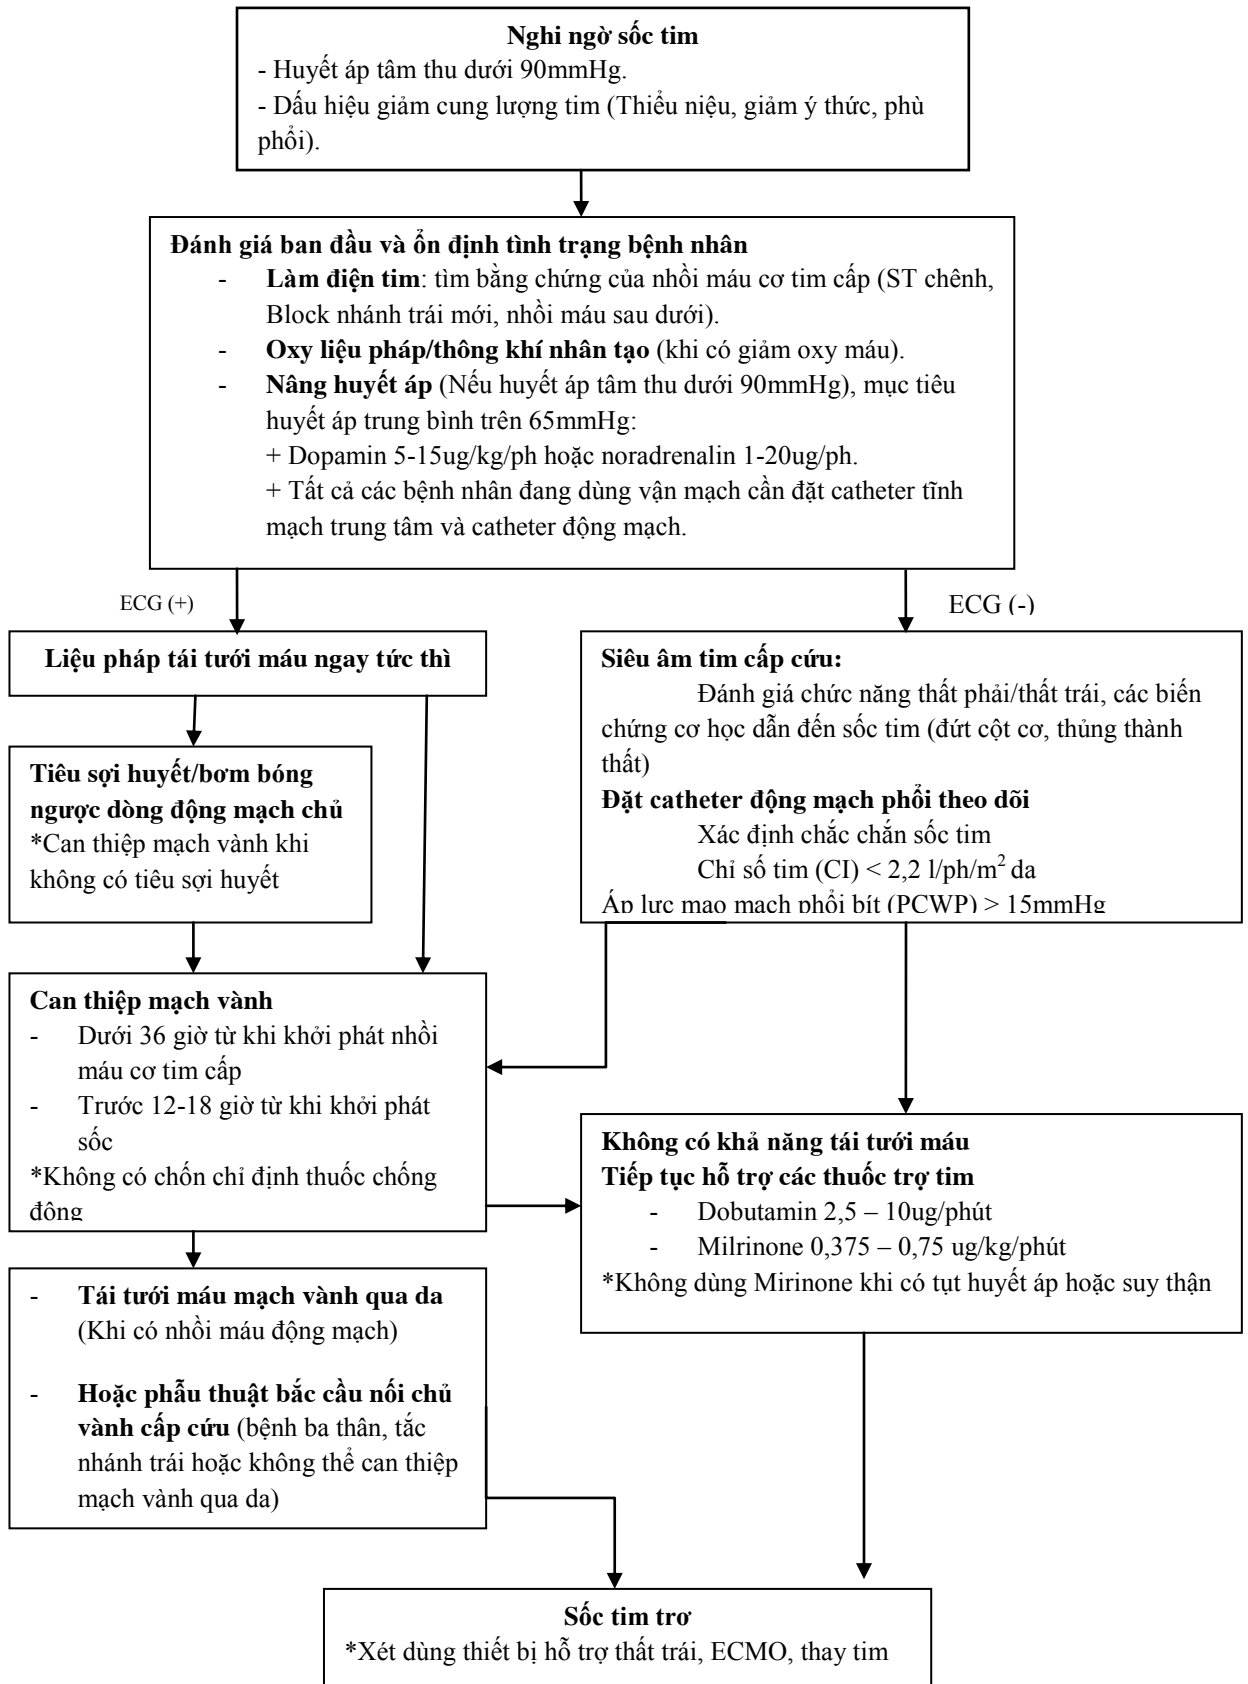 Nghi ngờ sốc tim
- Huyết áp tâm thu dưới 90mmHg.
- Dấu hiệu giảm cung lượng tim (Thiểu niệu, giảm ý thức, phù
phổi).
Đánh giá ban đầu và ổn định tình trạng bệnh nhân
- Làm điện tim: tìm bằng chứng của nhồi máu cơ tim cấp (ST chênh,
Block nhánh trái mới, nhồi máu sau dưới).
- Oxy liệu pháp/thông khí nhân tạo (khi có giảm oxy máu).
- Nâng huyết áp (Nếu huyết áp tâm thu dưới 90mmHg), mục tiêu
huyết áp trung bình trên 65mmHg:
+ Dopamin 5-15ug/kg/ph hoặc noradrenalin 1-20ug/ph.
+ Tất cả các bệnh nhân đang dùng vận mạch cần đặt catheter tĩnh
mạch trung tâm và catheter động mạch.
ECG (+)
ECG (-)
Liệu pháp tái tưới máu ngay tức thì
Tiêu sợi huyết/bơm bóng
ngược dòng động mạch chủ
*Can thiệp mạch vành khi
không có tiêu sợi huyết
Siêu âm tim cấp cứu:
Đánh giá chức năng thất phải/thất trái, các biến
chứng cơ học dẫn đến sốc tim (đứt cột cơ, thủng thành
thất)
Đặt catheter động mạch phổi theo dõi
Xác định chắc chắn sốc tim
Chỉ số tim (CI) < 2,2 l/ph/m² da
Áp lực mao mạch phổi bít (PCWP) > 15mmHg
Can thiệp mạch vành
- Dưới 36 giờ từ khi khởi phát nhồi
máu cơ tim cấp
- Trước 12-18 giờ từ khi khởi phát
sốc
*Không có chốn chỉ định thuốc chống
đông
Không có khả năng tái tưới máu
Tiếp tục hỗ trợ các thuốc trợ tim
- Dobutamin 2,5 – 10ug/phút
- Milrinone 0,375 – 0,75 ug/kg/phút
*Không dùng Mirinone khi có tụt huyết áp hoặc suy thận
- Tái tưới máu mạch vành qua da
(Khi có nhồi máu động mạch)
- Hoặc phẫu thuật bắc cầu nối chủ
vành cấp cứu (bệnh ba thân, tắc
nhánh trái hoặc không thể can thiệp
mạch vành qua da)
Sốc tim trơ
*Xét dùng thiết bị hỗ trợ thất trái, ECMO, thay tim